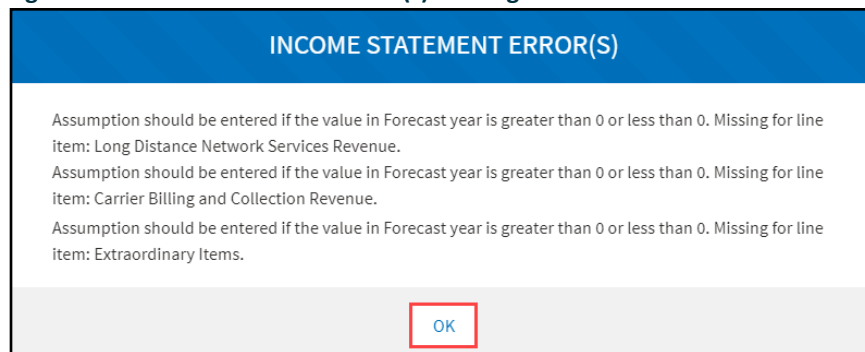 INCOME STATEMENT ERROR(S)
Assumption should be entered if the value in Forecast year is greater than 0 or less than 0. Missing for line
item: Long Distance Network Services Revenue.
Assumption should be entered if the value in Forecast year is greater than 0 or less than 0. Missing for line
item: Carrier Billing and Collection Revenue.
Assumption should be entered if the value in Forecast year is greater than 0 or less than 0. Missing for line
item: Extraordinary Items.
OK